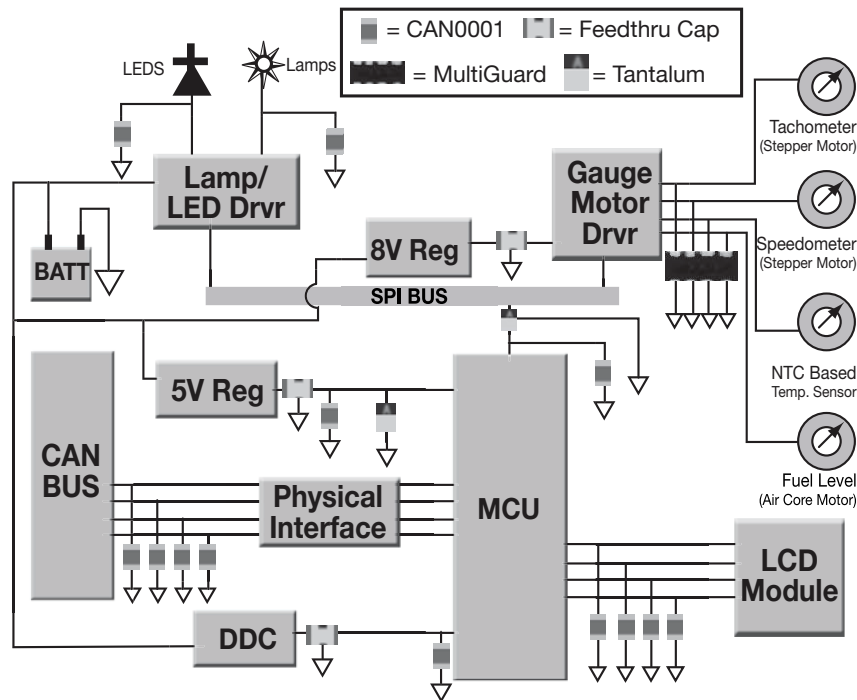 = CAN0001
= Feedthru Cap
= MultiGuard
= Tantalum
LEDS
Lamps
Lamp/
LED Drvr
Gauge
Motor
Drvr
Tachometer
(Stepper Motor)
BATT
8V Reg
Speedometer
(Stepper Motor)
SPI BUS
5V Reg
NTC Based
Temp. Sensor
CAN
BUS
Physical
Interface
MCU
Fuel Level
(Air Core Motor)
LCD
Module
DDC